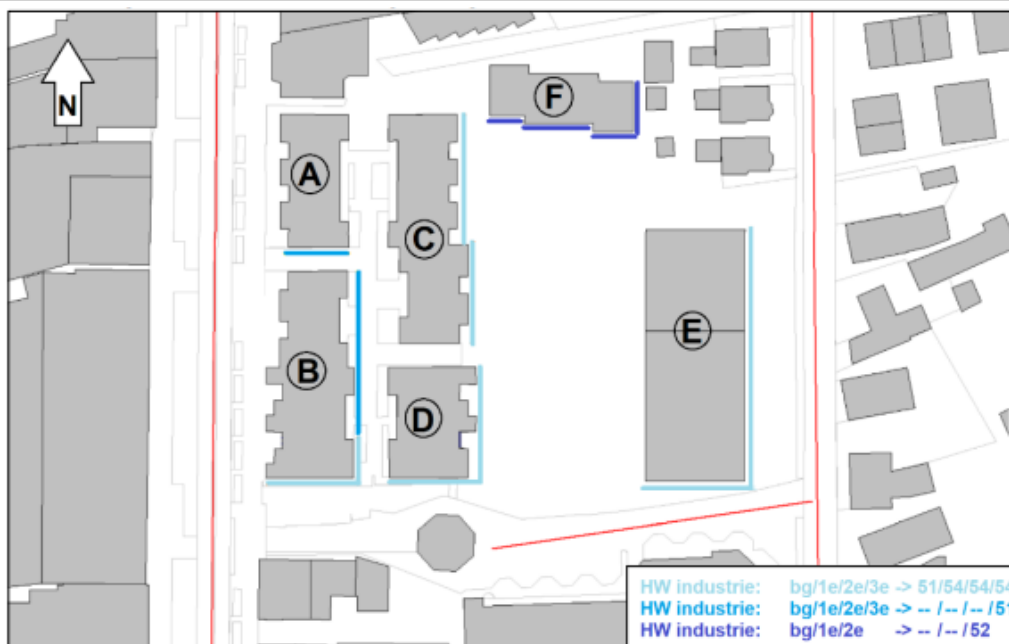 N
F
A
C
E
B
D
HW industrie: bg/1e/2e/3e -> 51/54/54/54
HW industrie: bg/1e/2e/3e -> -- / -- / -- /51
HW industrie: bg/1e/2e -> -- / -- / 52